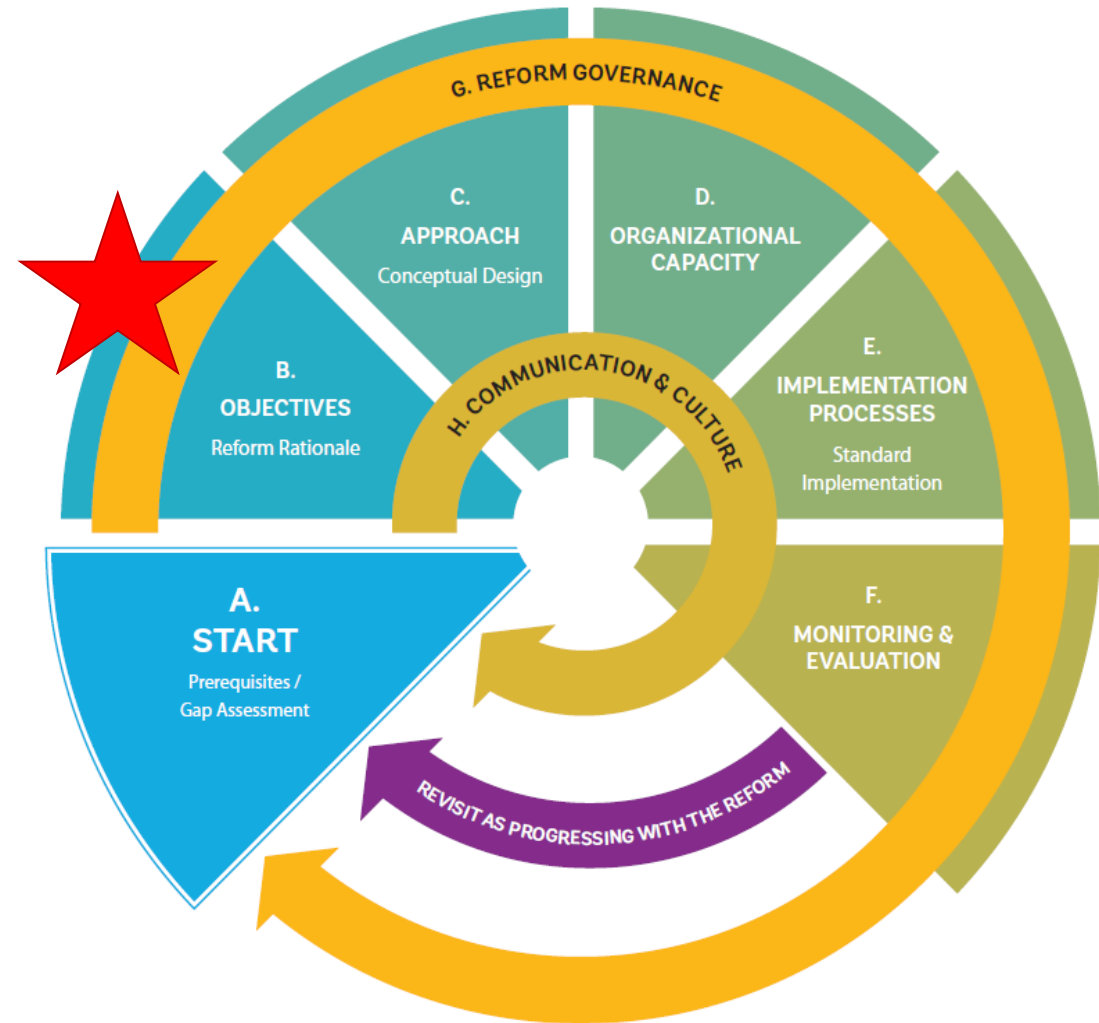 G. REFORM GOVERNANCE
C.
APPROACH
Conceptual Design
D.
ORGANIZATIONAL
CAPACITY
B.
OBJECTIVES
Reform Rationale
E.
IMPLEMENTATION
PROCESSES
Standard
Implementation
H. COMMUNICATION & CULTURE
A.
START
Prerequisites /
Gap Assessment
F.
MONITORING &
EVALUATION
REVISIT AS PROGRESSING WITH THE REFORM